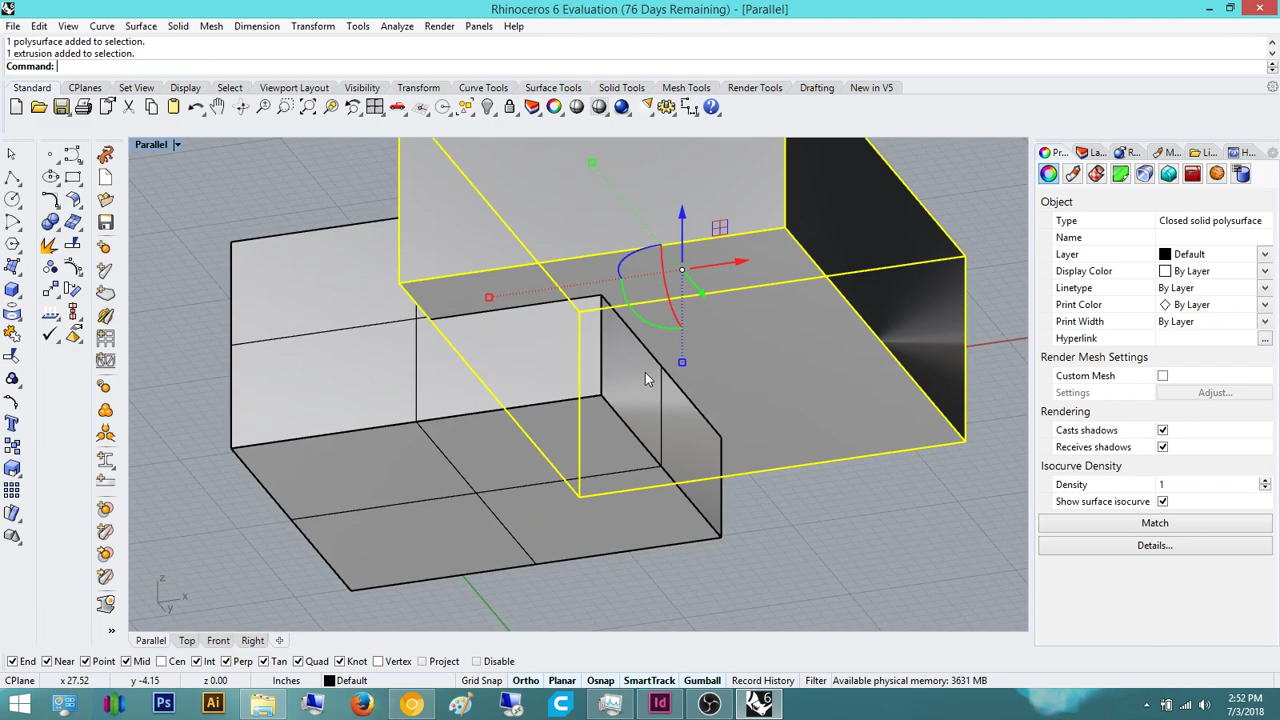 Rhinoceros 6 Evaluation (76 Days Remaining) - [Parallel]
File Edit View Curve Surface Solid Mesh Dimension Transform Tools Analyze Render Panels Help
1 polysurface added to selection.
1 extrusion added to selection.
Command:
Standard CPlanes Set View Display Select Viewport Layout Visibility Transform Curve Tools Surface Tools Solid Tools Mesh Tools Render Tools Drafting New in V5
Parallel
Pr... La... R... M... Li... H...
Object
Type Closed solid polysurface
Name
Layer Default
Display Color By Layer
Linetype By Layer
Print Color By Layer
Print Width By Layer
Hyperlink ...
Render Mesh Settings
Custom Mesh
Settings Adjust...
Rendering
Casts shadows
Receives shadows
Isocurve Density
Density 1
Show surface isocurve
Match
Details...
z
x
y
Parallel Top Front Right
End Near Point Mid Cen Int Perp Tan Quad Knot Vertex Project Disable
CPlane x 27.52 y -4.15 z 0.00 Inches Default Grid Snap Ortho Planar Osnap SmartTrack Gumball Record History Filter Available physical memory: 3631 MB
Ps Ai Id 6
2:52 PM
7/3/2018